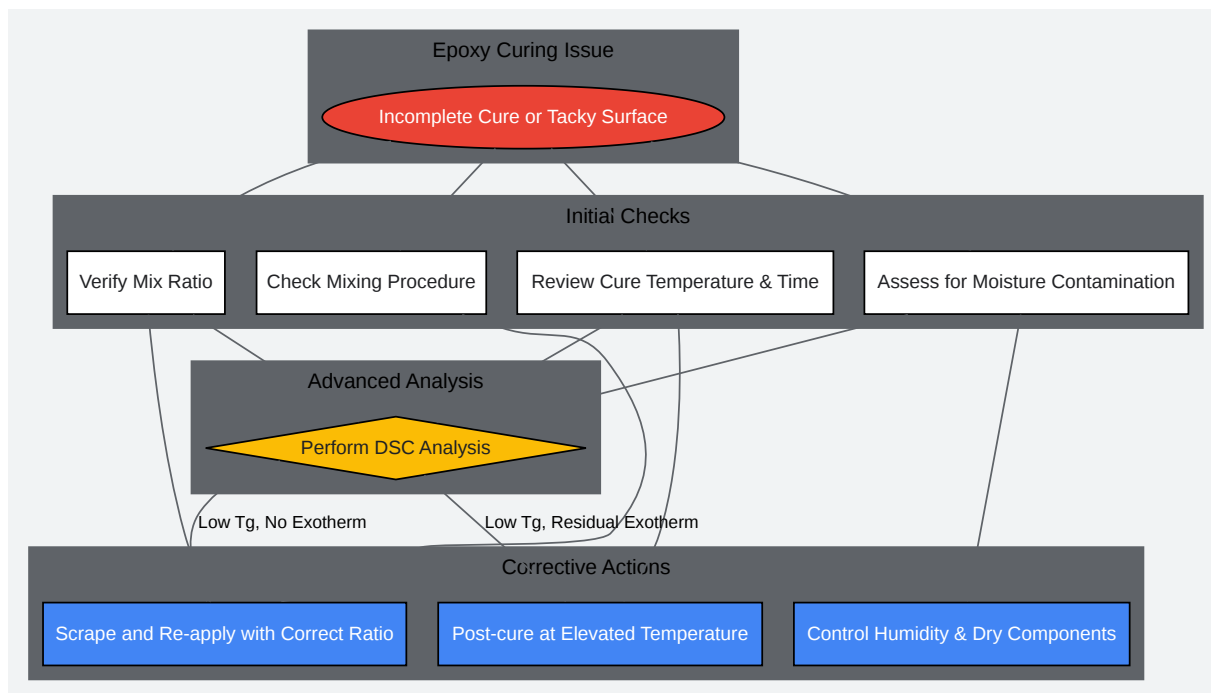 Epoxy Curing Issue
Incomplete Cure or Tacky Surface
Initial Checks
Verify Mix Ratio
Check Mixing Procedure
Review Cure Temperature & Time
Assess for Moisture Contamination
Advanced Analysis
Perform DSC Analysis
Low Tg, No Exotherm
Low Tg, Residual Exotherm
Corrective Actions
Scrape and Re-apply with Correct Ratio
Post-cure at Elevated Temperature
Control Humidity & Dry Components